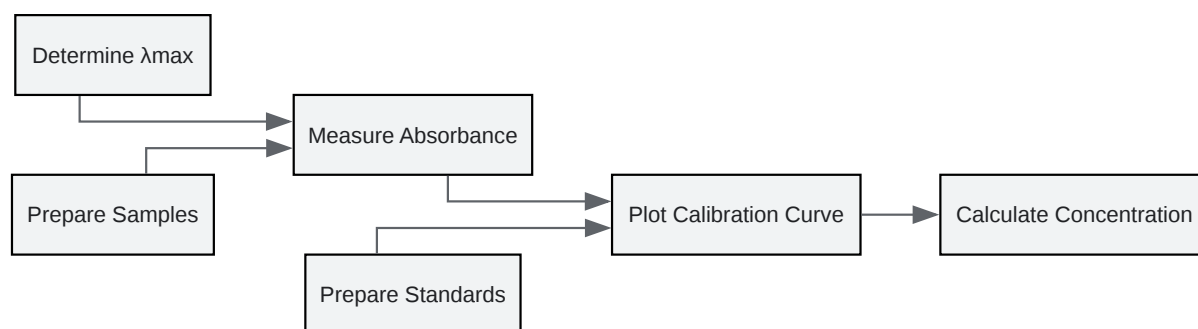 Determine λmax
Measure Absorbance
Prepare Samples
Plot Calibration Curve
Calculate Concentration
Prepare Standards